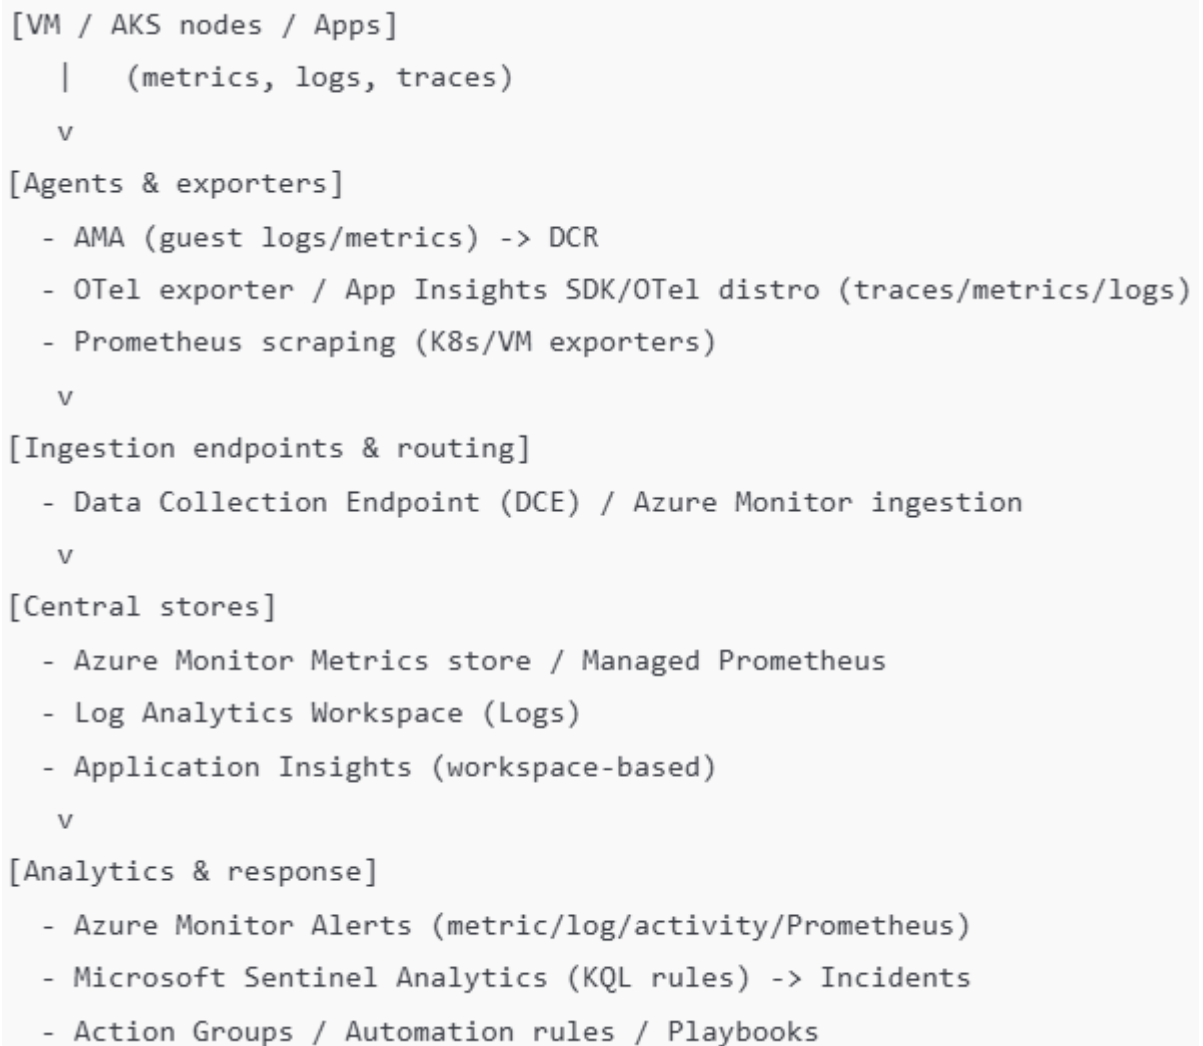 [VM / AKS nodes / Apps]
| (metrics, logs, traces)
v
[Agents & exporters]
- AMA (guest logs/metrics) -> DCR
- OTel exporter / App Insights SDK/OTel distro (traces/metrics/logs)
- Prometheus scraping (K8s/VM exporters)
v
[Ingestion endpoints & routing]
- Data Collection Endpoint (DCE) / Azure Monitor ingestion
v
[Central stores]
- Azure Monitor Metrics store / Managed Prometheus
- Log Analytics Workspace (Logs)
- Application Insights (workspace-based)
v
[Analytics & response]
- Azure Monitor Alerts (metric/log/activity/Prometheus)
- Microsoft Sentinel Analytics (KQL rules) -> Incidents
- Action Groups / Automation rules / Playbooks